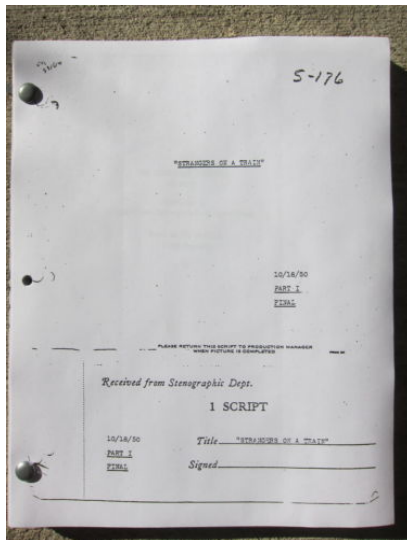 S-176
"STRANGERS ON A TRAIN"
10/18/50
PART I
FINAL
PLEASE RETURN THIS SCRIPT TO PRODUCTION MANAGER
WHEN PICTURE IS COMPLETED
Received from Stenographic Dept.
1 SCRIPT
10/18/50
Title "STRANGERS ON A TRAIN"
PART I
Signed
FINAL